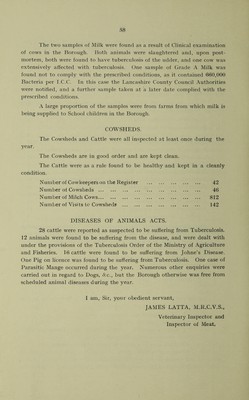 58
The two samples of Milk were found as a result of Clinical examination
of cows in the Borough. Both animals were slaughtered and, upon post-
mortem, both were found to have tuberculosis of the udder, and one cow was
extensively affected with tuberculosis. One sample of Grade A Milk was
found not to comply with the prescribed conditions, as it contained 660,000
Bacteria per I.C.C. In this case the Lancashire County Council Authorities
were notified, and a further sample taken at a later date complied with the
prescribed conditions.
A large proportion of the samples were from farms from which milk is
being supplied to School children in the Borough.
COWSHEDS.
The Cowsheds and Cattle were all inspected at least once during the
year.
The Cowsheds are in good order and are kept clean.
The Cattle were as a rule found to be healthy and kept in a cleanly
condition.
Number of Cowkeepers on the Register ... ... ... ... ... 42
Number of Cowsheds ... ... ... ... ... ... ... ... 46
Number of Milch Cows ... ... ... ... ... ... ... ... 812
Number of Visits to Cowsheds ... ... ... ... ... ... 142
DISEASES OF ANIMALS ACTS.
28 cattle were reported as suspected to be suffering from Tuberculosis.
12 animals were found to be suffering from the disease, and were dealt with
under the provisions of the Tuberculosis Order of the Ministry of Agriculture
and Fisheries. 16 cattle were found to be suffering from Johne's Disease.
One Pig on licence was found to be suffering from Tuberculosis. One case of
Parasitic Mange occurred during the year. Numerous other enquiries were
carried out in regard to Dogs, &c., but the Borough otherwise was free from
scheduled animal diseases during the year.
I am, Sir, your obedient servant,
JAMES LATTA, M.R.C.V.S.,
Veterinary Inspector and
Inspector of Meat.